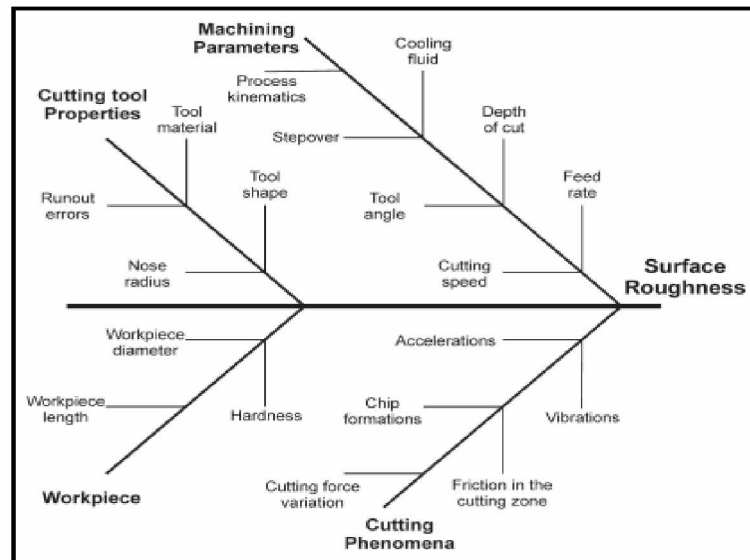 Machining
Parameters
Cooling
fluid
Process
kinematics
Cutting tool
Properties
Tool
material
Stepover
Depth
of cut
Runout
errors
Tool
shape
Tool
angle
Feed
rate
Nose
radius
Cutting
speed
Surface
Roughness
Workpiece
diameter
Accelerations
Workpiece
length
Hardness
Chip
formations
Vibrations
Workpiece
Cutting force
variation
Friction in the
cutting zone
Cutting
Phenomena